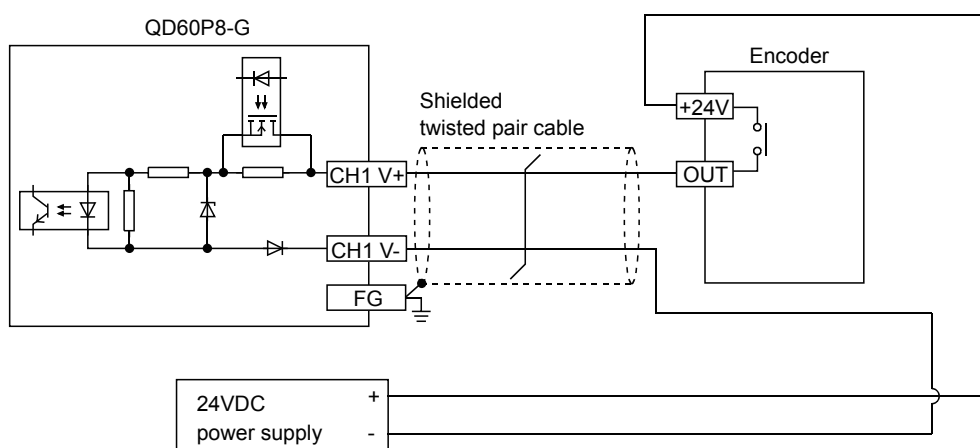 QD60P8-G
Encoder
Shielded
twisted pair cable
+24V
CH1 V+
OUT
CH1 V-
FG
24VDC
power supply
+
-